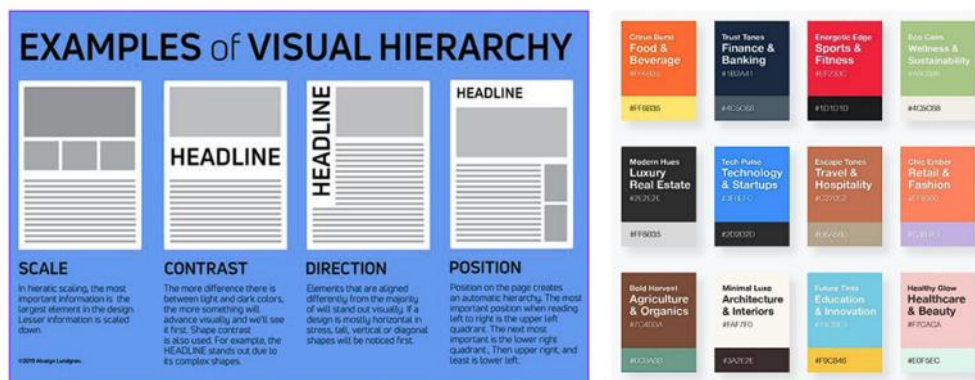 EXAMPLES of VISUAL HIERARCHY
HEADLINE
HEADLINE
HEADLINE
SCALE
In hieratic scaling, the most
important information is the
largest element in the design.
Lesser information is scaled
down.
©2019 Alvalyn Lundgren.
CONTRAST
The more difference there is
between light and dark colors,
the more something will
advance visually and we'll see
it first. Shape contrast
is also used. For example, the
HEADLINE stands out due to
its complex shapes.
DIRECTION
Elements that are aligned
differently from the majority
of will stand out visually. If a
design is mostly horizontal in
stress, tall, vertical or diagonal
shapes will be noticed first.
POSITION
Position on the page creates
an automatic hierarchy. The most
important position when reading
left to right is the upper left
quadrant. The next most
important is the lower right
quadrant., Then upper right, and
least is lower left.
Citrus Burst
Food &
Beverage
#FF6B35
Trust Tones
Finance &
Banking
#1B2A41
#4C5C68
Energetic Edge
Sports &
Fitness
#EF233C
#1D1D1D
Eco Calm
Wellness &
Sustainability
#4C5C68
Modern Hues
Luxury
Real Estate
#2E2E2E
#FF6B35
Tech Pulse
Technology
& Startups
#2D2D2D
Escape Tones
Travel &
Hospitality
Chic Ember
Retail &
Fashion
Bold Harvest
Agriculture
& Organics
Minimal Luxe
Architecture
& Interiors
#FAF7F0
#3A2E2E
Future Tints
Education
& Innovation
#F9C846
Healthy Glow
Healthcare
& Beauty
#F7CACA
#E0F5EC